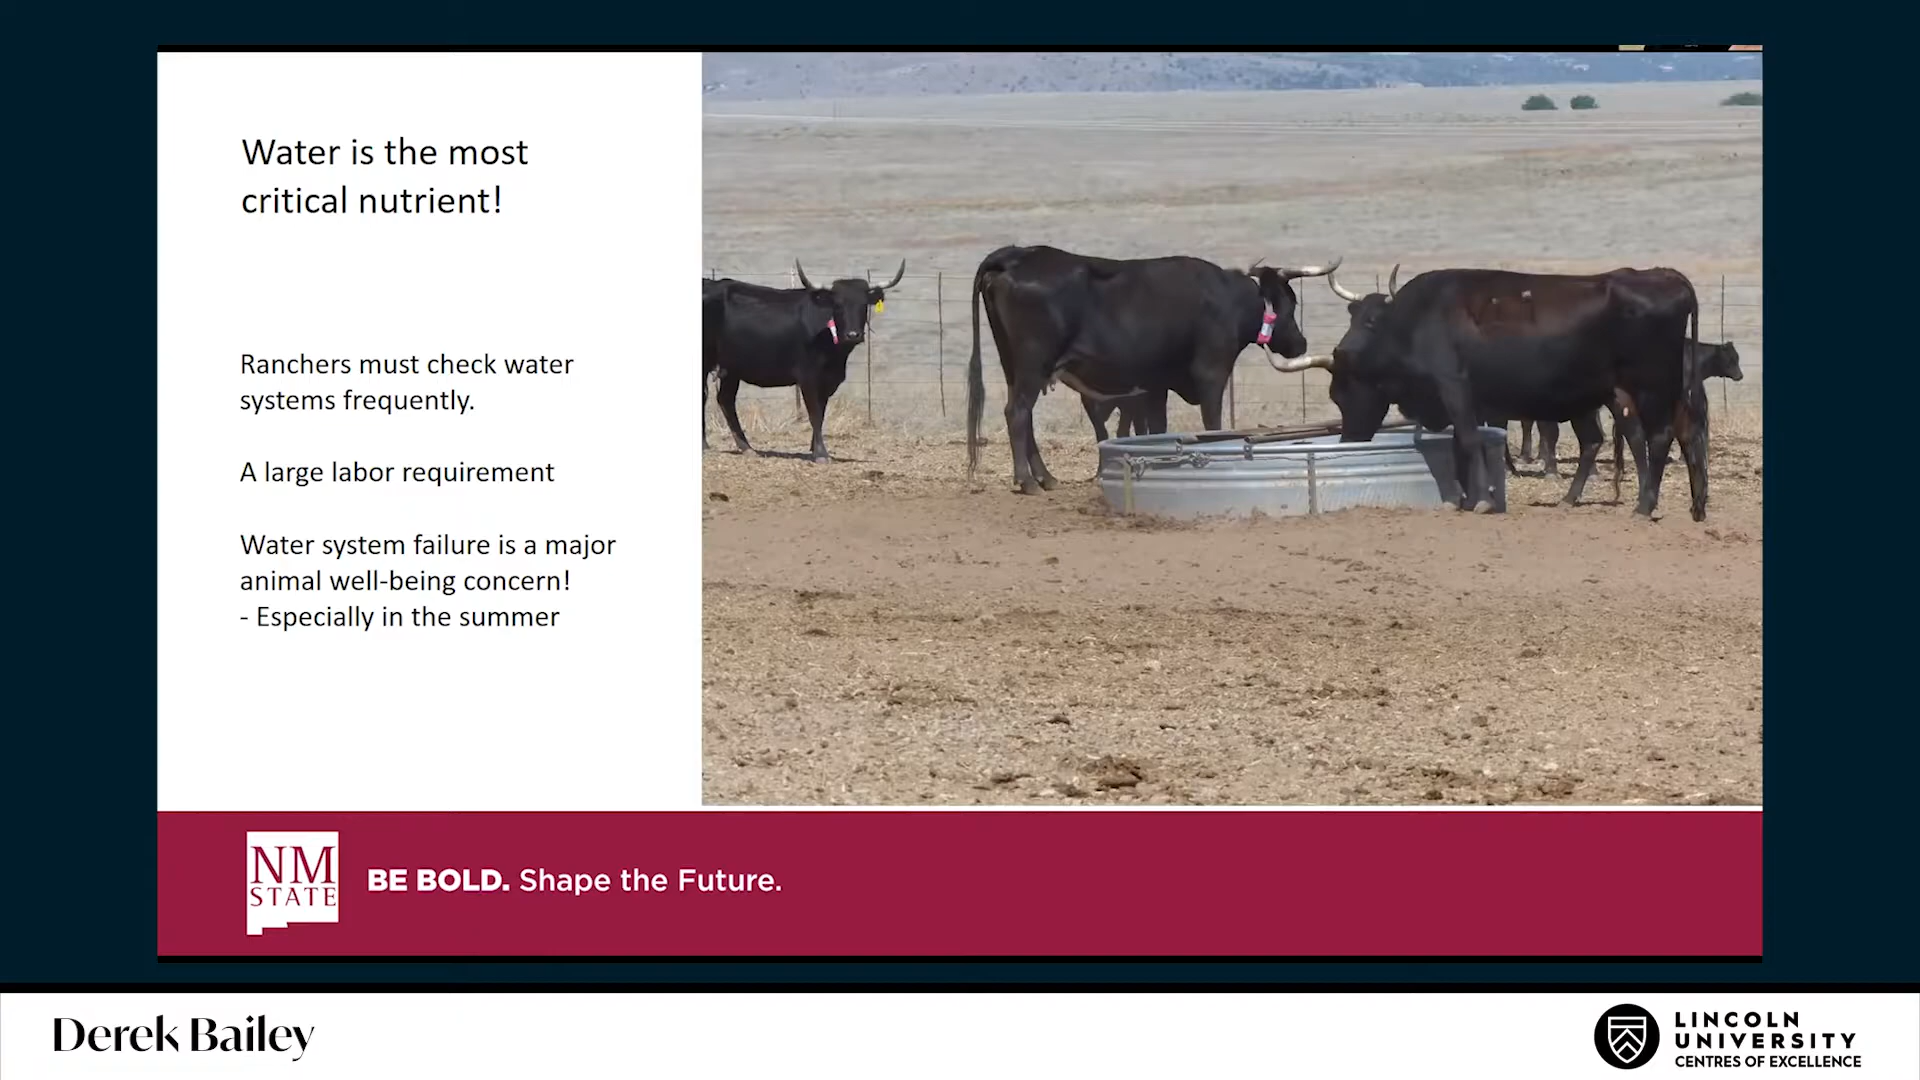 Water is the most
critical nutrient!
Ranchers must check water
systems frequently.
A large labor requirement
Water system failure is a major
animal well-being concern!
- Especially in the summer
NM
STATE
BE BOLD. Shape the Future.
Derek Bailey
LINCOLN
UNIVERSITY
CENTRES OF EXCELLENCE